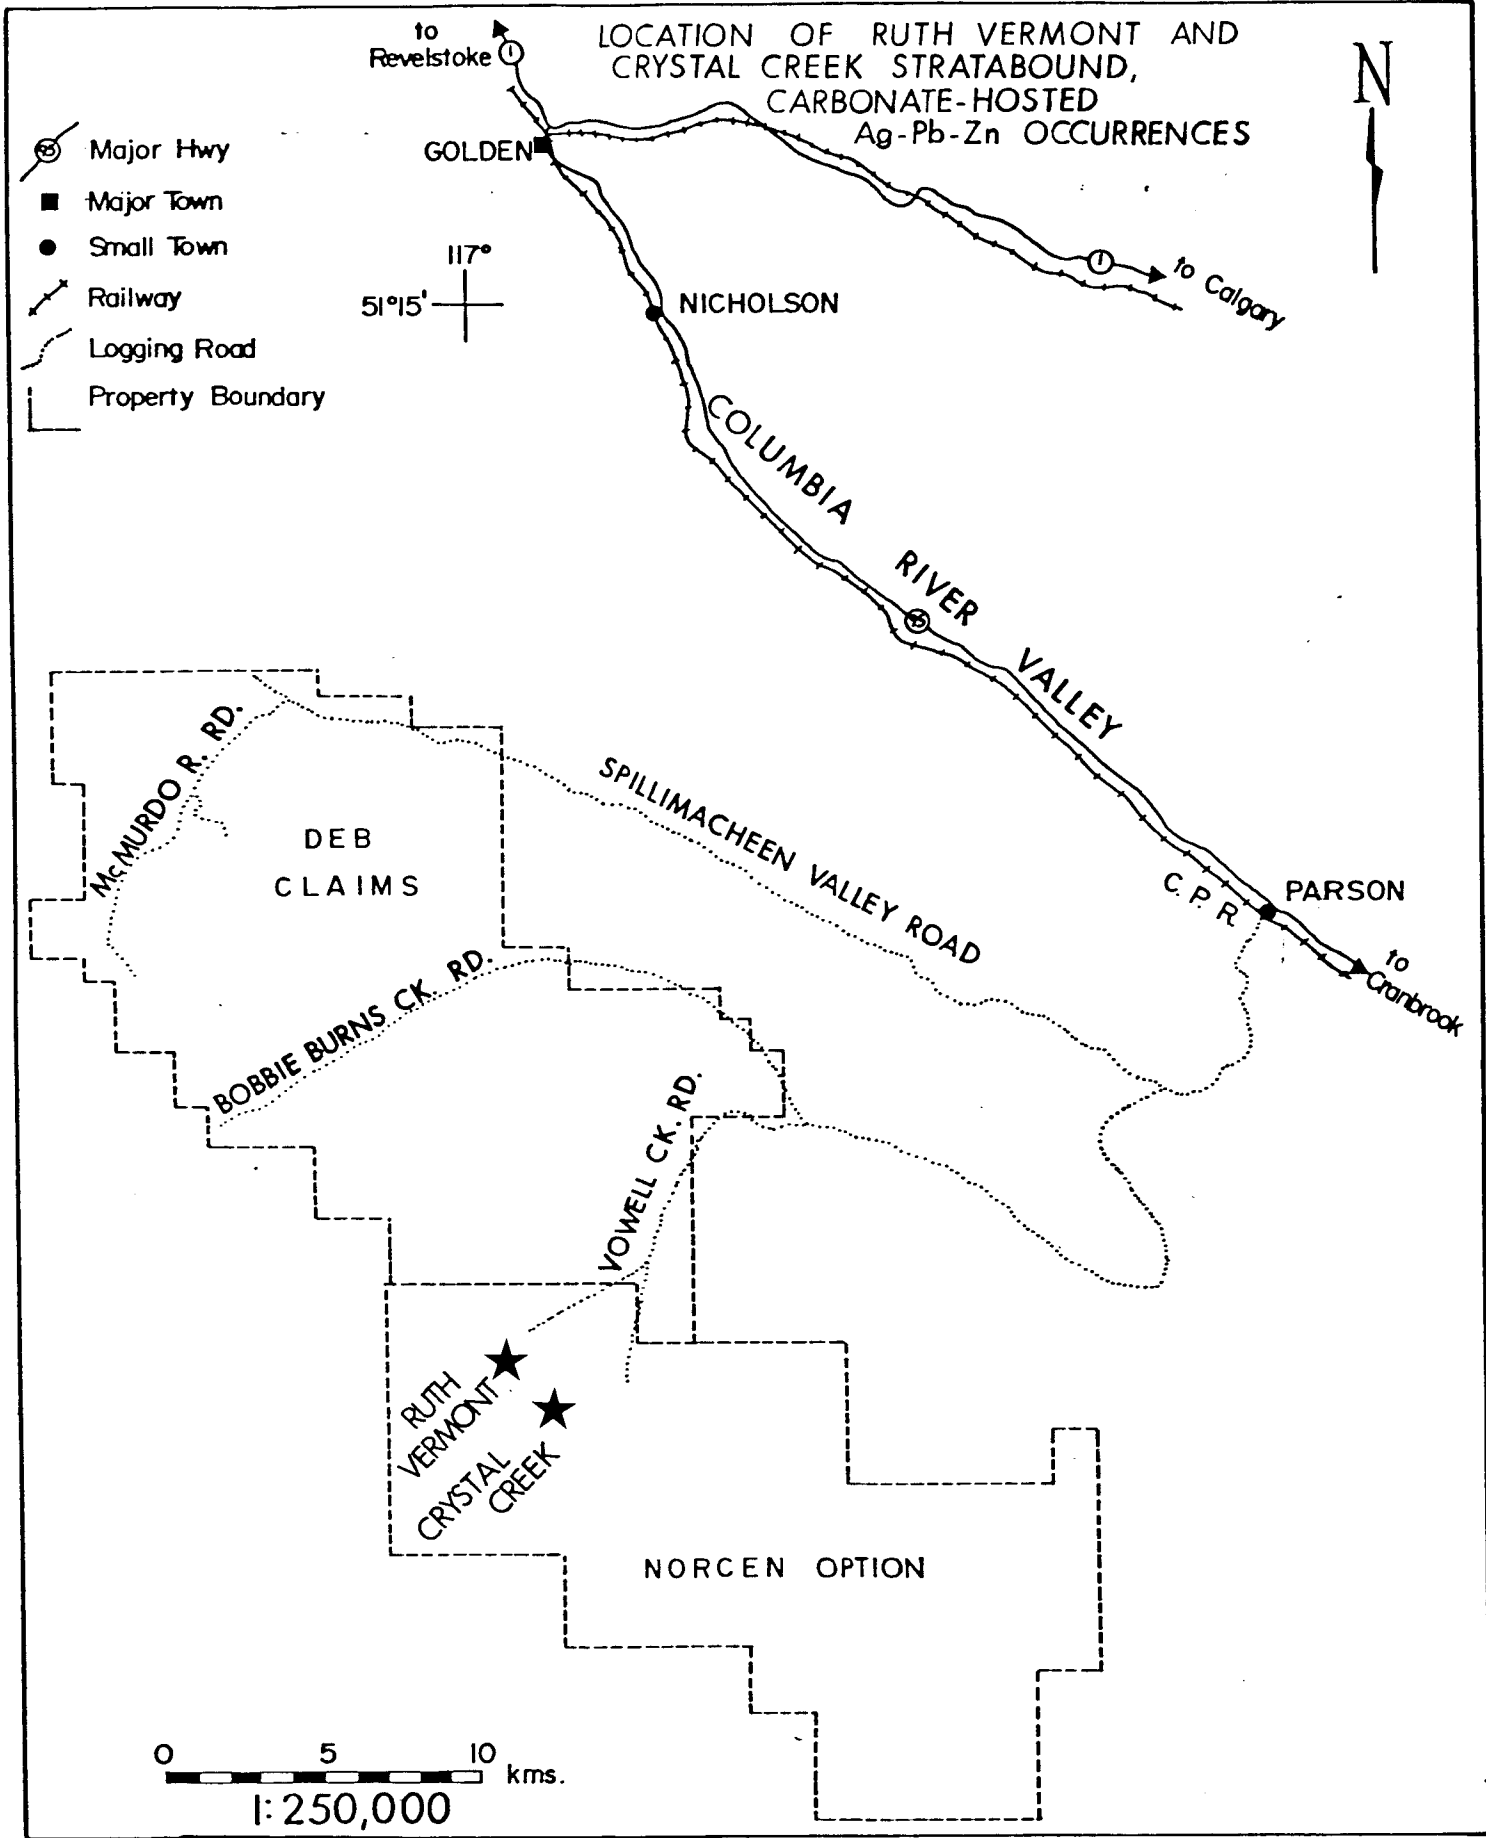 LOCATION OF RUTH VERMONT AND
CRYSTAL CREEK STRATABOUND,
CARBONATE-HOSTED
Ag-Pb-Zn OCCURRENCES
N
to
Revelstoke
1
Major Hwy
Major Town
Small Town
Railway
Logging Road
Property Boundary
GOLDEN
117°
51°15'
NICHOLSON
1
to Calgary
COLUMBIA RIVER VALLEY
McMURDO R. RD.
DEB
CLAIMS
SPILLIMACHEEN VALLEY ROAD
C.P.R.
PARSON
to
Cranbrook
BOBBIE BURNS CK. RD.
VOWELL CK. RD.
RUTH
VERMONT
CRYSTAL
CREEK
NORCEN OPTION
0 5 10
kms.
1:250,000